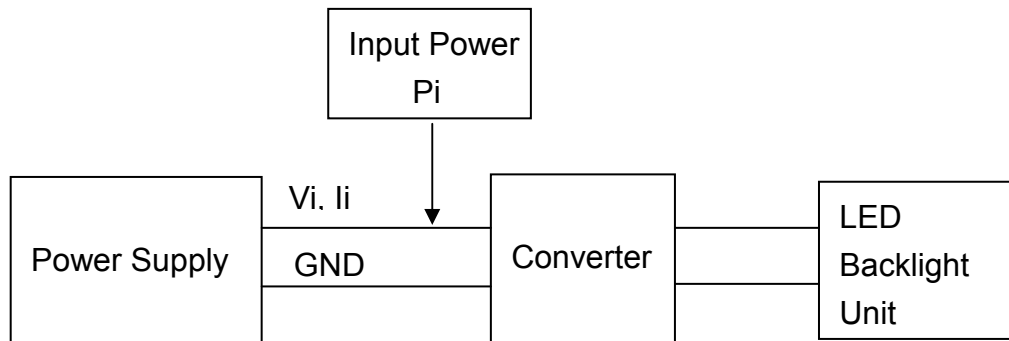 Input Power
Pi
Vi, Ii
Power Supply
GND
Converter
LED
Backlight
Unit